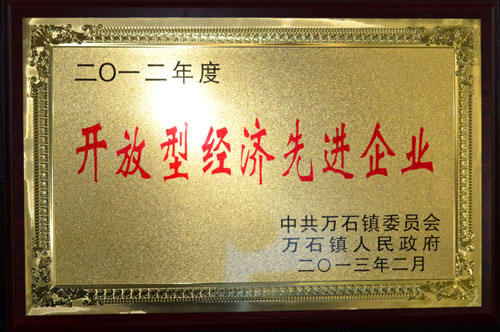 二〇一二年度
开放型经济先进企业
中共万石镇委员会
万石镇人民政府
二〇一三年二月